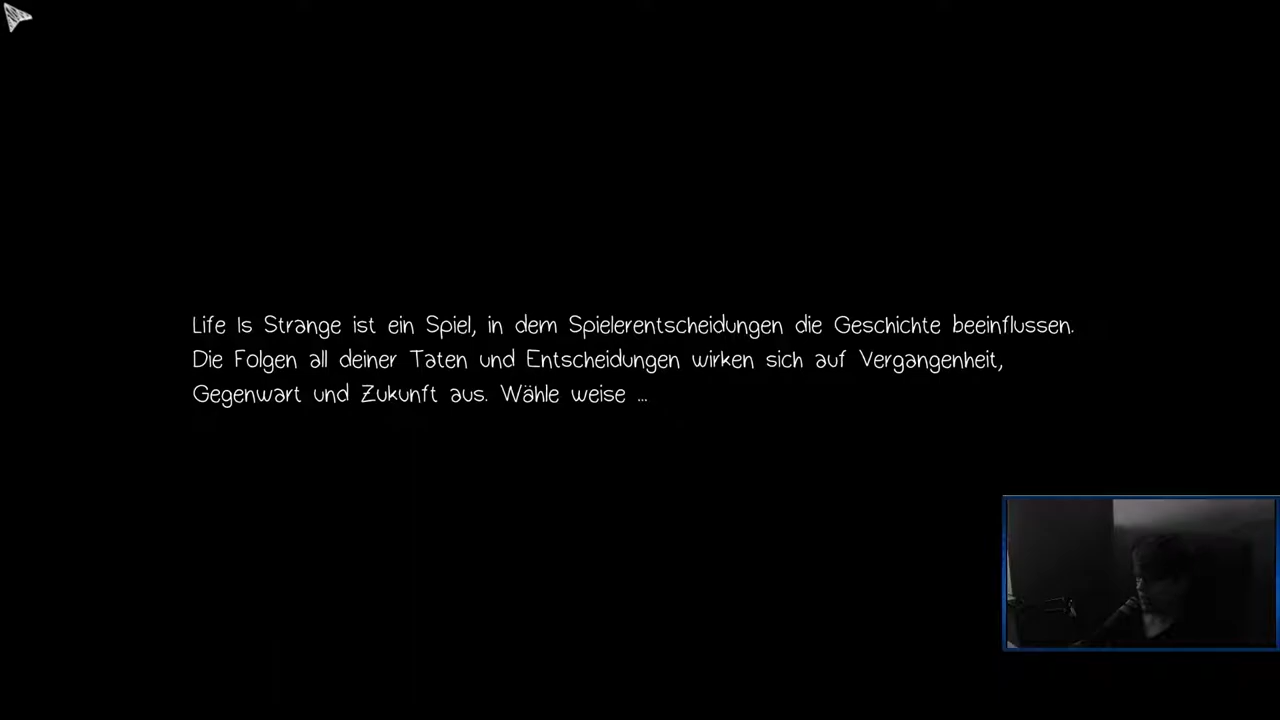 Life Is Strange ist ein Spiel, in dem Spielerentscheidungen die Geschichte beeinflussen.
Die Folgen all deiner Taten und Entscheidungen wirken sich auf Vergangenheit,
Gegenwart und Zukunft aus. Wähle weise ...